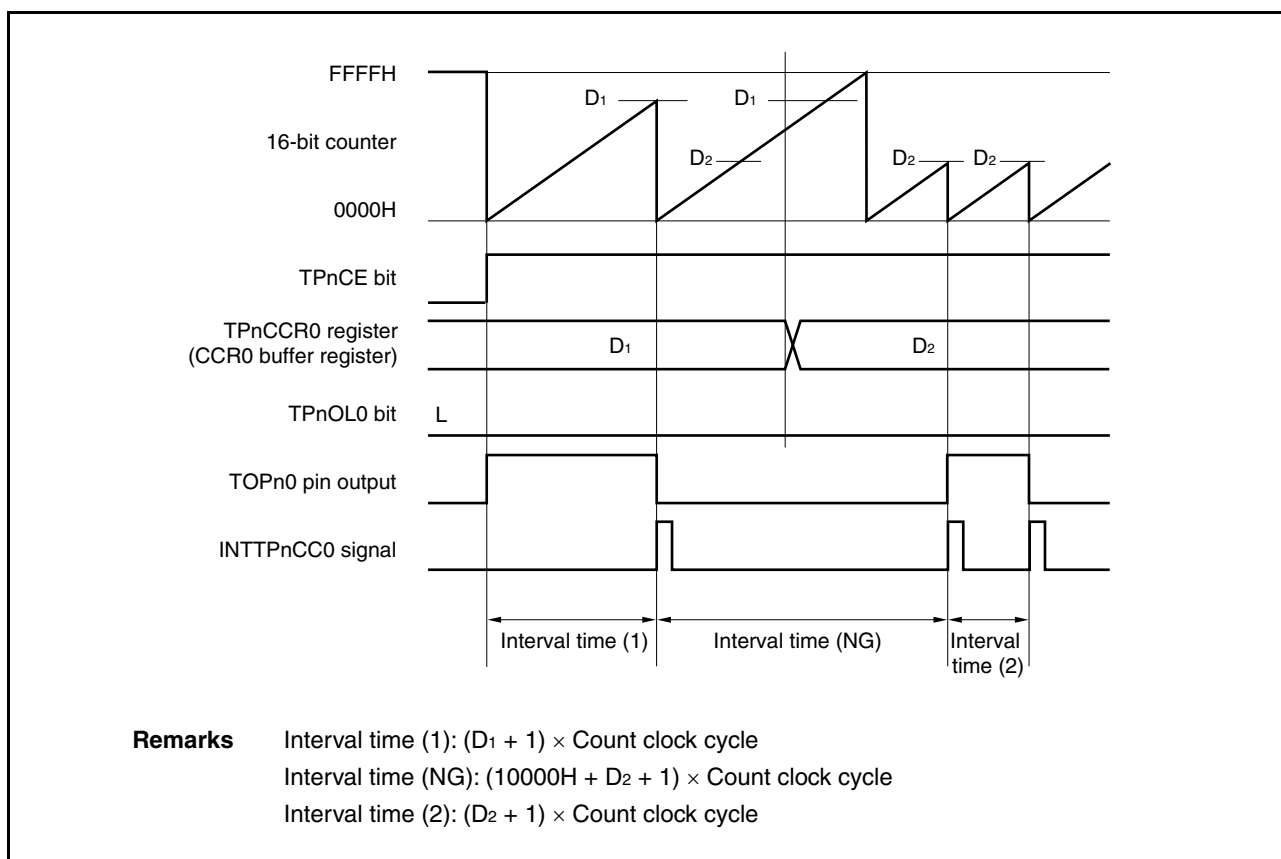 FFFFH
D1
D1
16-bit counter
D2
D2
D2
0000H
TPnCE bit
TPnCCR0 register
(CCR0 buffer register)
D1
D2
TPnOL0 bit
L
TOPn0 pin output
INTTPnCC0 signal
Interval time (1)
Interval time (NG)
Interval
time (2)
Remarks Interval time (1): (D1 + 1) × Count clock cycle
Interval time (NG): (10000H + D2 + 1) × Count clock cycle
Interval time (2): (D2 + 1) × Count clock cycle